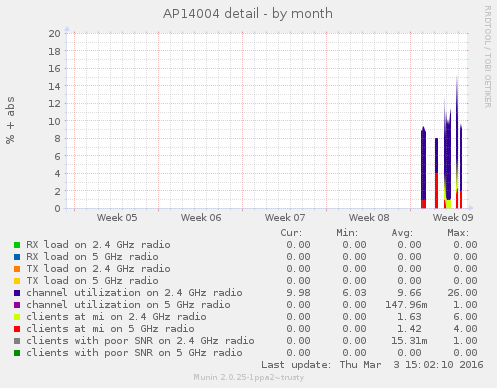 AP14004 detail - by month
RRDTOOL / TOBI OETIKER
% + abs
20
18
16
14
12
10
8
6
4
2
0
Week 05 Week 06 Week 07 Week 08 Week 09
Cur: Min: Avg: Max:
RX load on 2.4 GHz radio 0.00 0.00 0.00 0.00
RX load on 5 GHz radio 0.00 0.00 0.00 0.00
TX load on 2.4 GHz radio 0.00 0.00 0.00 0.00
TX load on 5 GHz radio 0.00 0.00 0.00 0.00
channel utilization on 2.4 GHz radio 9.98 6.03 9.66 26.00
channel utilization on 5 GHz radio 0.00 0.00 147.96m 1.00
clients at mi on 2.4 GHz radio 0.00 0.00 1.63 6.00
clients at mi on 5 GHz radio 0.00 0.00 1.42 4.00
clients with poor SNR on 2.4 GHz radio 0.00 0.00 15.31m 1.00
clients with poor SNR on 5 GHz radio 0.00 0.00 0.00 0.00
Last update: Thu Mar 3 15:02:10 2016
Munin 2.0.25-1ppa2~trusty